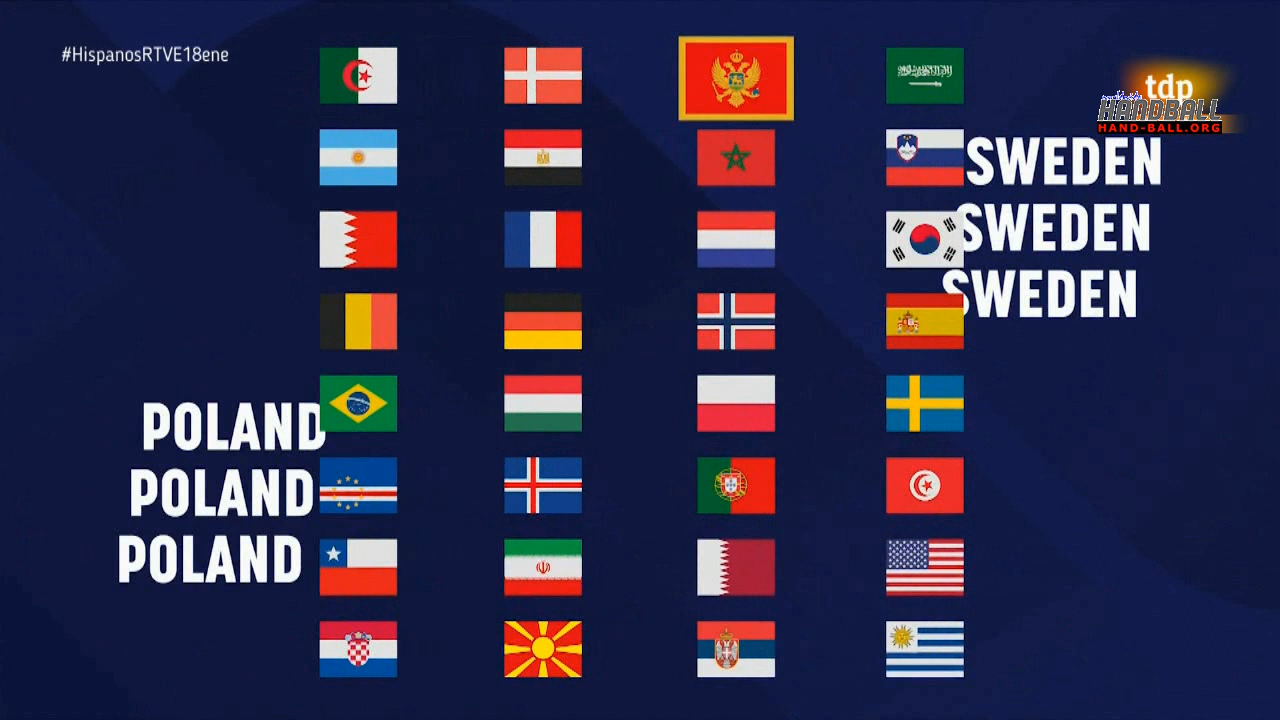 #HispanosRTVE18ene
tdp
HANDBALL
HAND-BALL.ORG
SWEDEN
SWEDEN
SWEDEN
POLAND
POLAND
POLAND